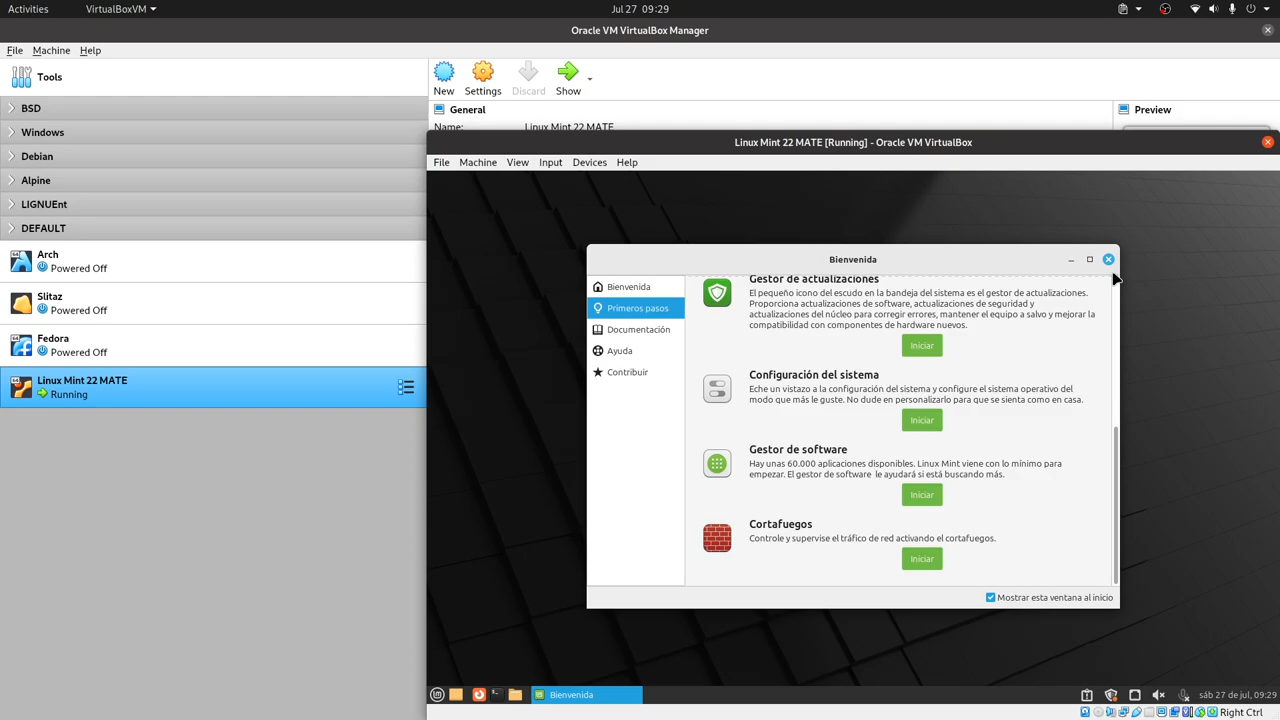 Activities VirtualBoxVM Jul 27 09:29
Oracle VM VirtualBox Manager
File Machine Help
Tools
New Settings Discard Show
BSD
Windows
Debian
Alpine
LIGNUEnt
DEFAULT
Arch
Powered Off
Slitaz
Powered Off
Fedora
Powered Off
Linux Mint 22 MATE
Running
General
Preview
Name: Linux Mint 22 MATE
Linux Mint 22 MATE [Running] - Oracle VM VirtualBox
File Machine View Input Devices Help
Bienvenida
Bienvenida
Primeros pasos
Documentación
Ayuda
Contribuir
Gestor de actualizaciones
El pequeño icono del escudo en la bandeja del sistema es el gestor de actualizaciones.
Proporciona actualizaciones de software, actualizaciones de seguridad y
actualizaciones del núcleo para corregir errores, mantener el equipo a salvo y mejorar la
compatibilidad con componentes de hardware nuevos.
Iniciar
Configuración del sistema
Eche un vistazo a la configuración del sistema y configure el sistema operativo del
modo que más le guste. No dude en personalizarlo para que se sienta como en casa.
Iniciar
Gestor de software
Hay unas 60.000 aplicaciones disponibles. Linux Mint viene con lo mínimo para
empezar. El gestor de software le ayudará si está buscando más.
Iniciar
Cortafuegos
Controle y supervise el tráfico de red activando el cortafuegos.
Iniciar
Mostrar esta ventana al inicio
Bienvenida
sáb 27 de jul, 09:29
Right Ctrl